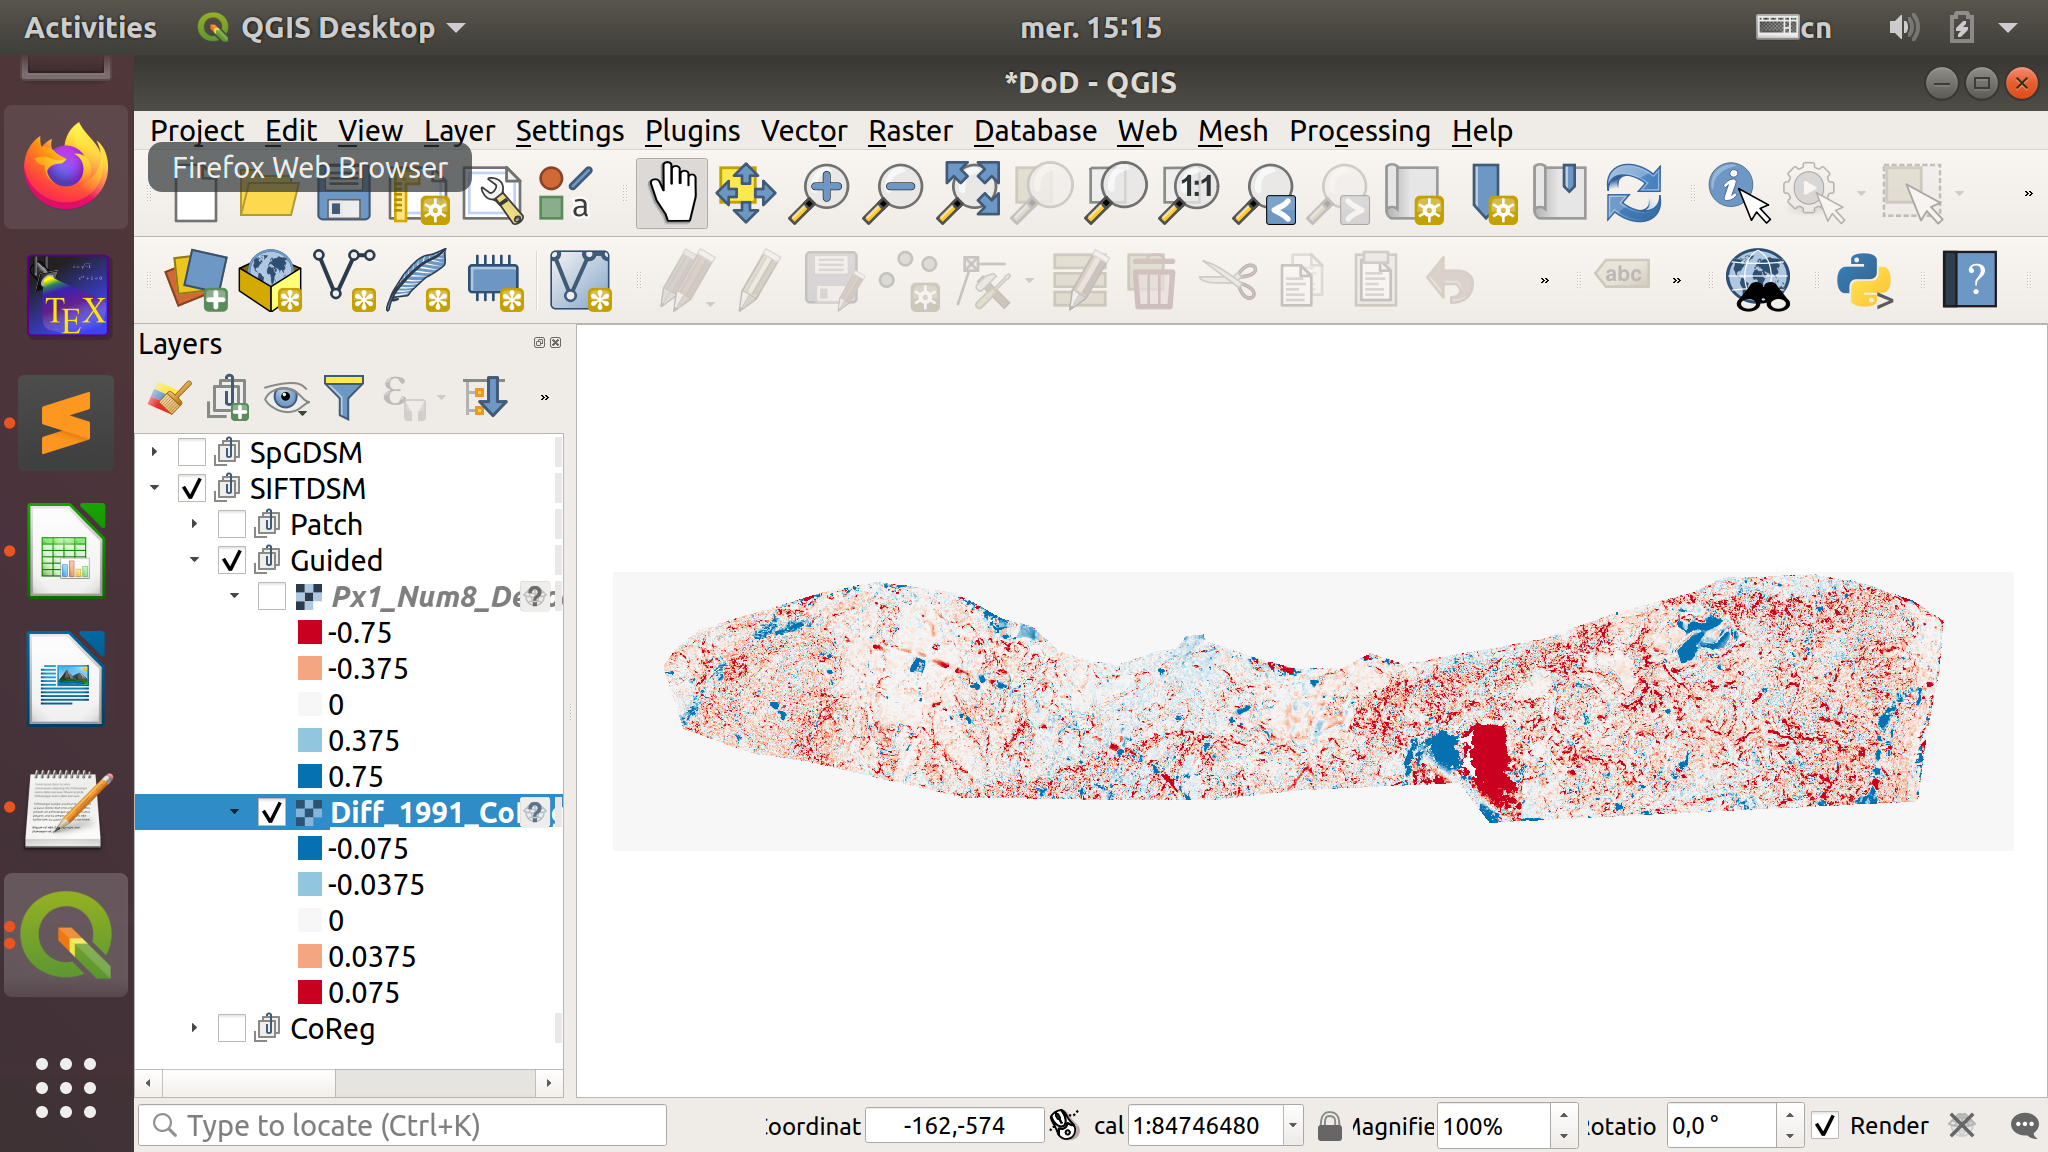 Activities QGIS Desktop mer. 15:15 cn
*DoD - QGIS
Project Edit View Layer Settings Plugins Vector Raster Database Web Mesh Processing Help
Firefox Web Browser
a 1:1 »
TEX
» abc » ?
Layers
ε »
SpGDSM
SIFTDSM
Patch
Guided
Px1_Num8_De
-0.75
-0.375
0
0.375
0.75
Diff_1991_Co
-0.075
-0.0375
0
0.0375
0.075
CoReg
Type to locate (Ctrl+K) oordinat -162,-574 cal 1:84746480 Magnifie 100% otatio 0,0 ° Render